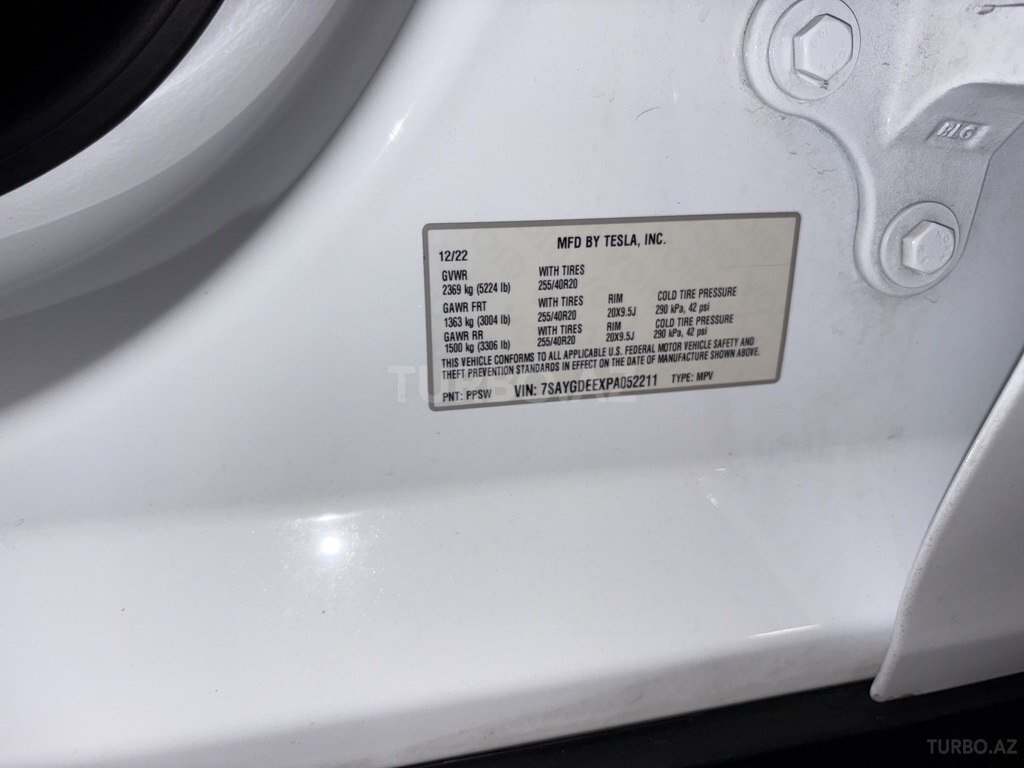 MFD BY TESLA, INC.
12/22
GVWR WITH TIRES
2369 kg (5224 lb) 255/40R20
GAWR FRT WITH TIRES RIM COLD TIRE PRESSURE
1363 kg (3004 lb) 255/40R20 20X9.5J 290 kPa, 42 psi
GAWR RR WITH TIRES RIM COLD TIRE PRESSURE
1500 kg (3306 lb) 255/40R20 20X9.5J 290 kPa, 42 psi
THIS VEHICLE CONFORMS TO ALL APPLICABLE U.S. FEDERAL MOTOR VEHICLE SAFETY AND
THEFT PREVENTION STANDARDS IN EFFECT ON THE DATE OF MANUFACTURE SHOWN ABOVE.
PNT: PPSW VIN: 7SAYGDEEXPA052211 TYPE: MPV
TURBO.AZ
TURBO.AZ